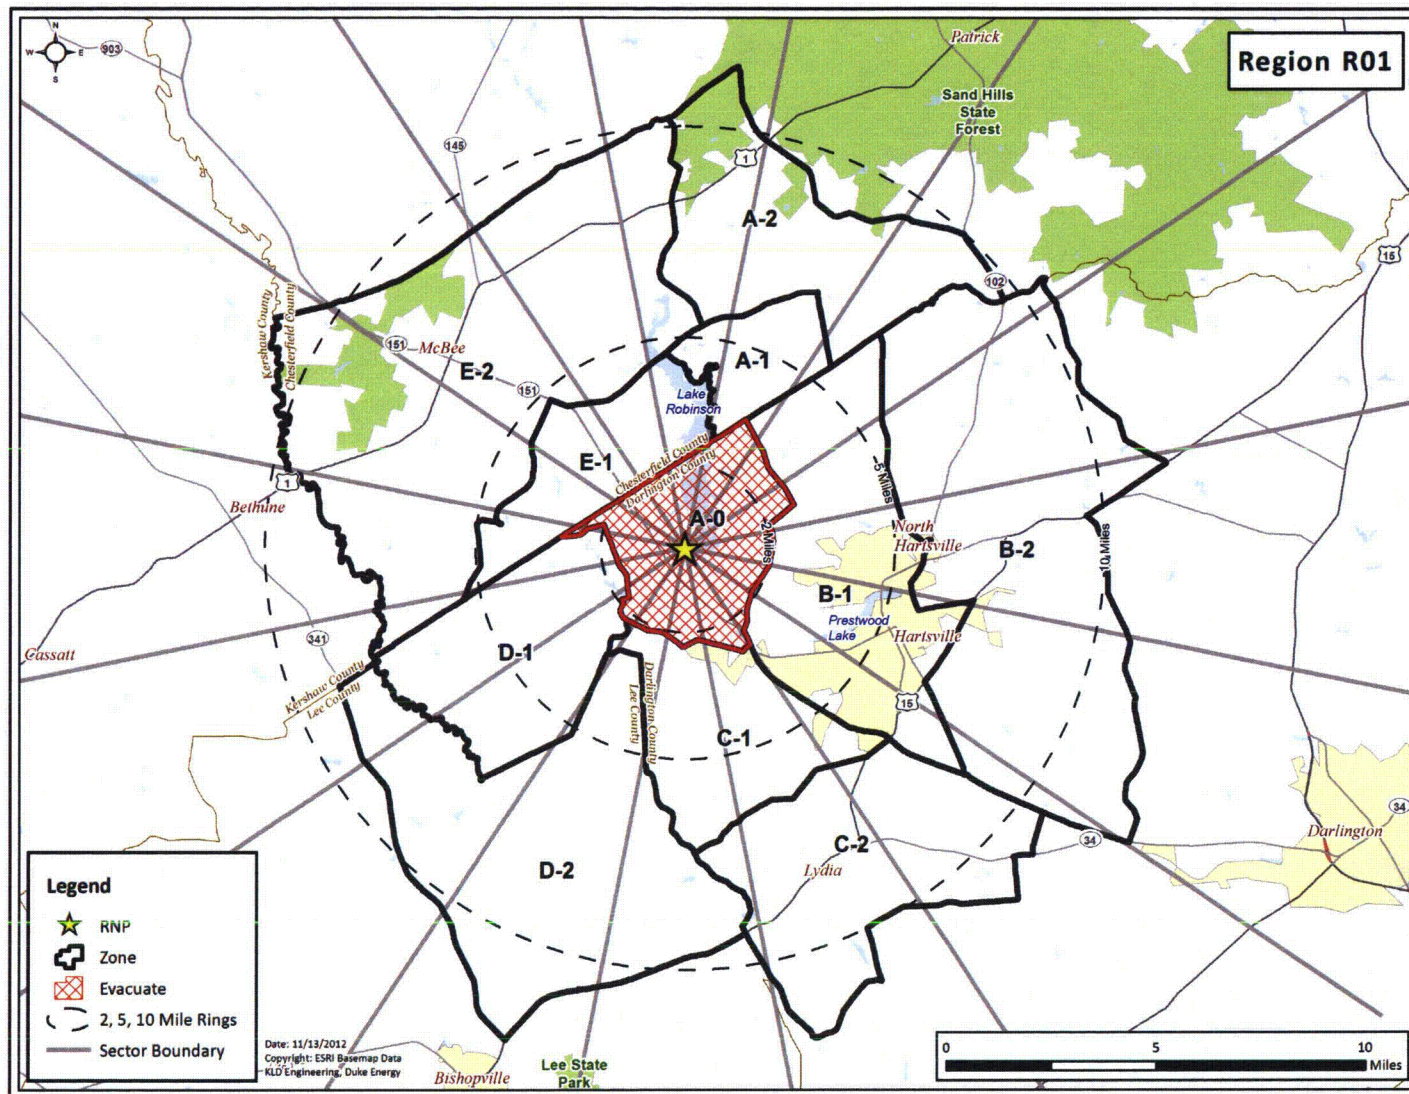 N
W E
S
903
Patrick
Region R01
Sand Hills
State
Forest
145
1
A-2
15
102
Kershaw County
Chesterfield County
151
McBee
E-2
151
A-1
Lake
Robinson
Chesterfield County
Darlington County
E-1
5 Miles
1
Bethune
A-0
2 Miles
North
Hartsville
B-2
10 Miles
B-1
Prestwood
Lake
Hartsville
341
Cassatt
D-1
Kershaw County
Lee County
Darlington County
Lee County
15
C-1
34
Darlington
34
C-2
Lydia
D-2
Legend
RNP
Zone
Evacuate
2, 5, 10 Mile Rings
Sector Boundary
Date: 11/13/2012
Copyright: ESRI Basemap Data
KLD Engineering, Duke Energy
Bishopville
Lee State
Park
0 5 10
Miles